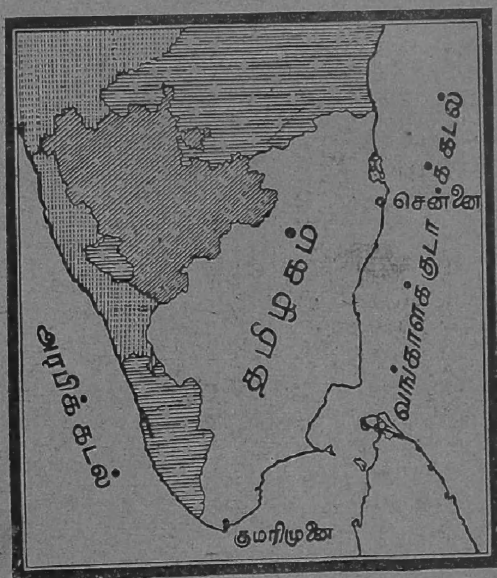 சென்னை
வங்காளக்குடாக்கடல்
தமிழகம்
அரபிக்கடல்
குமரிமுனை